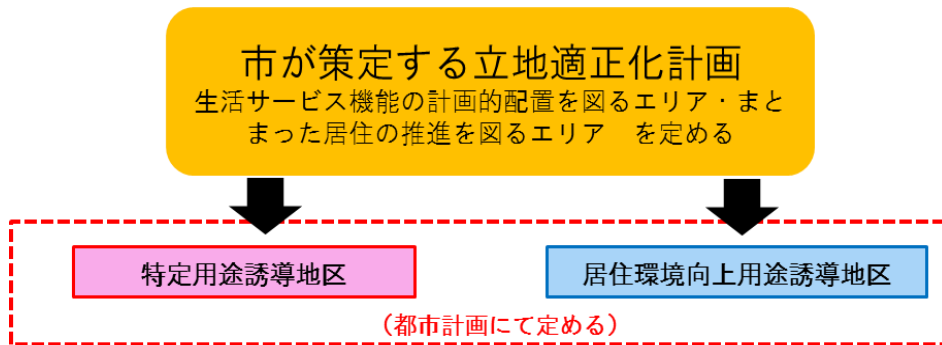 市が策定する立地適正化計画
生活サービス機能の計画的配置を図るエリア・まと
まった居住の推進を図るエリア　を定める
特定用途誘導地区
居住環境向上用途誘導地区
(都市計画にて定める)